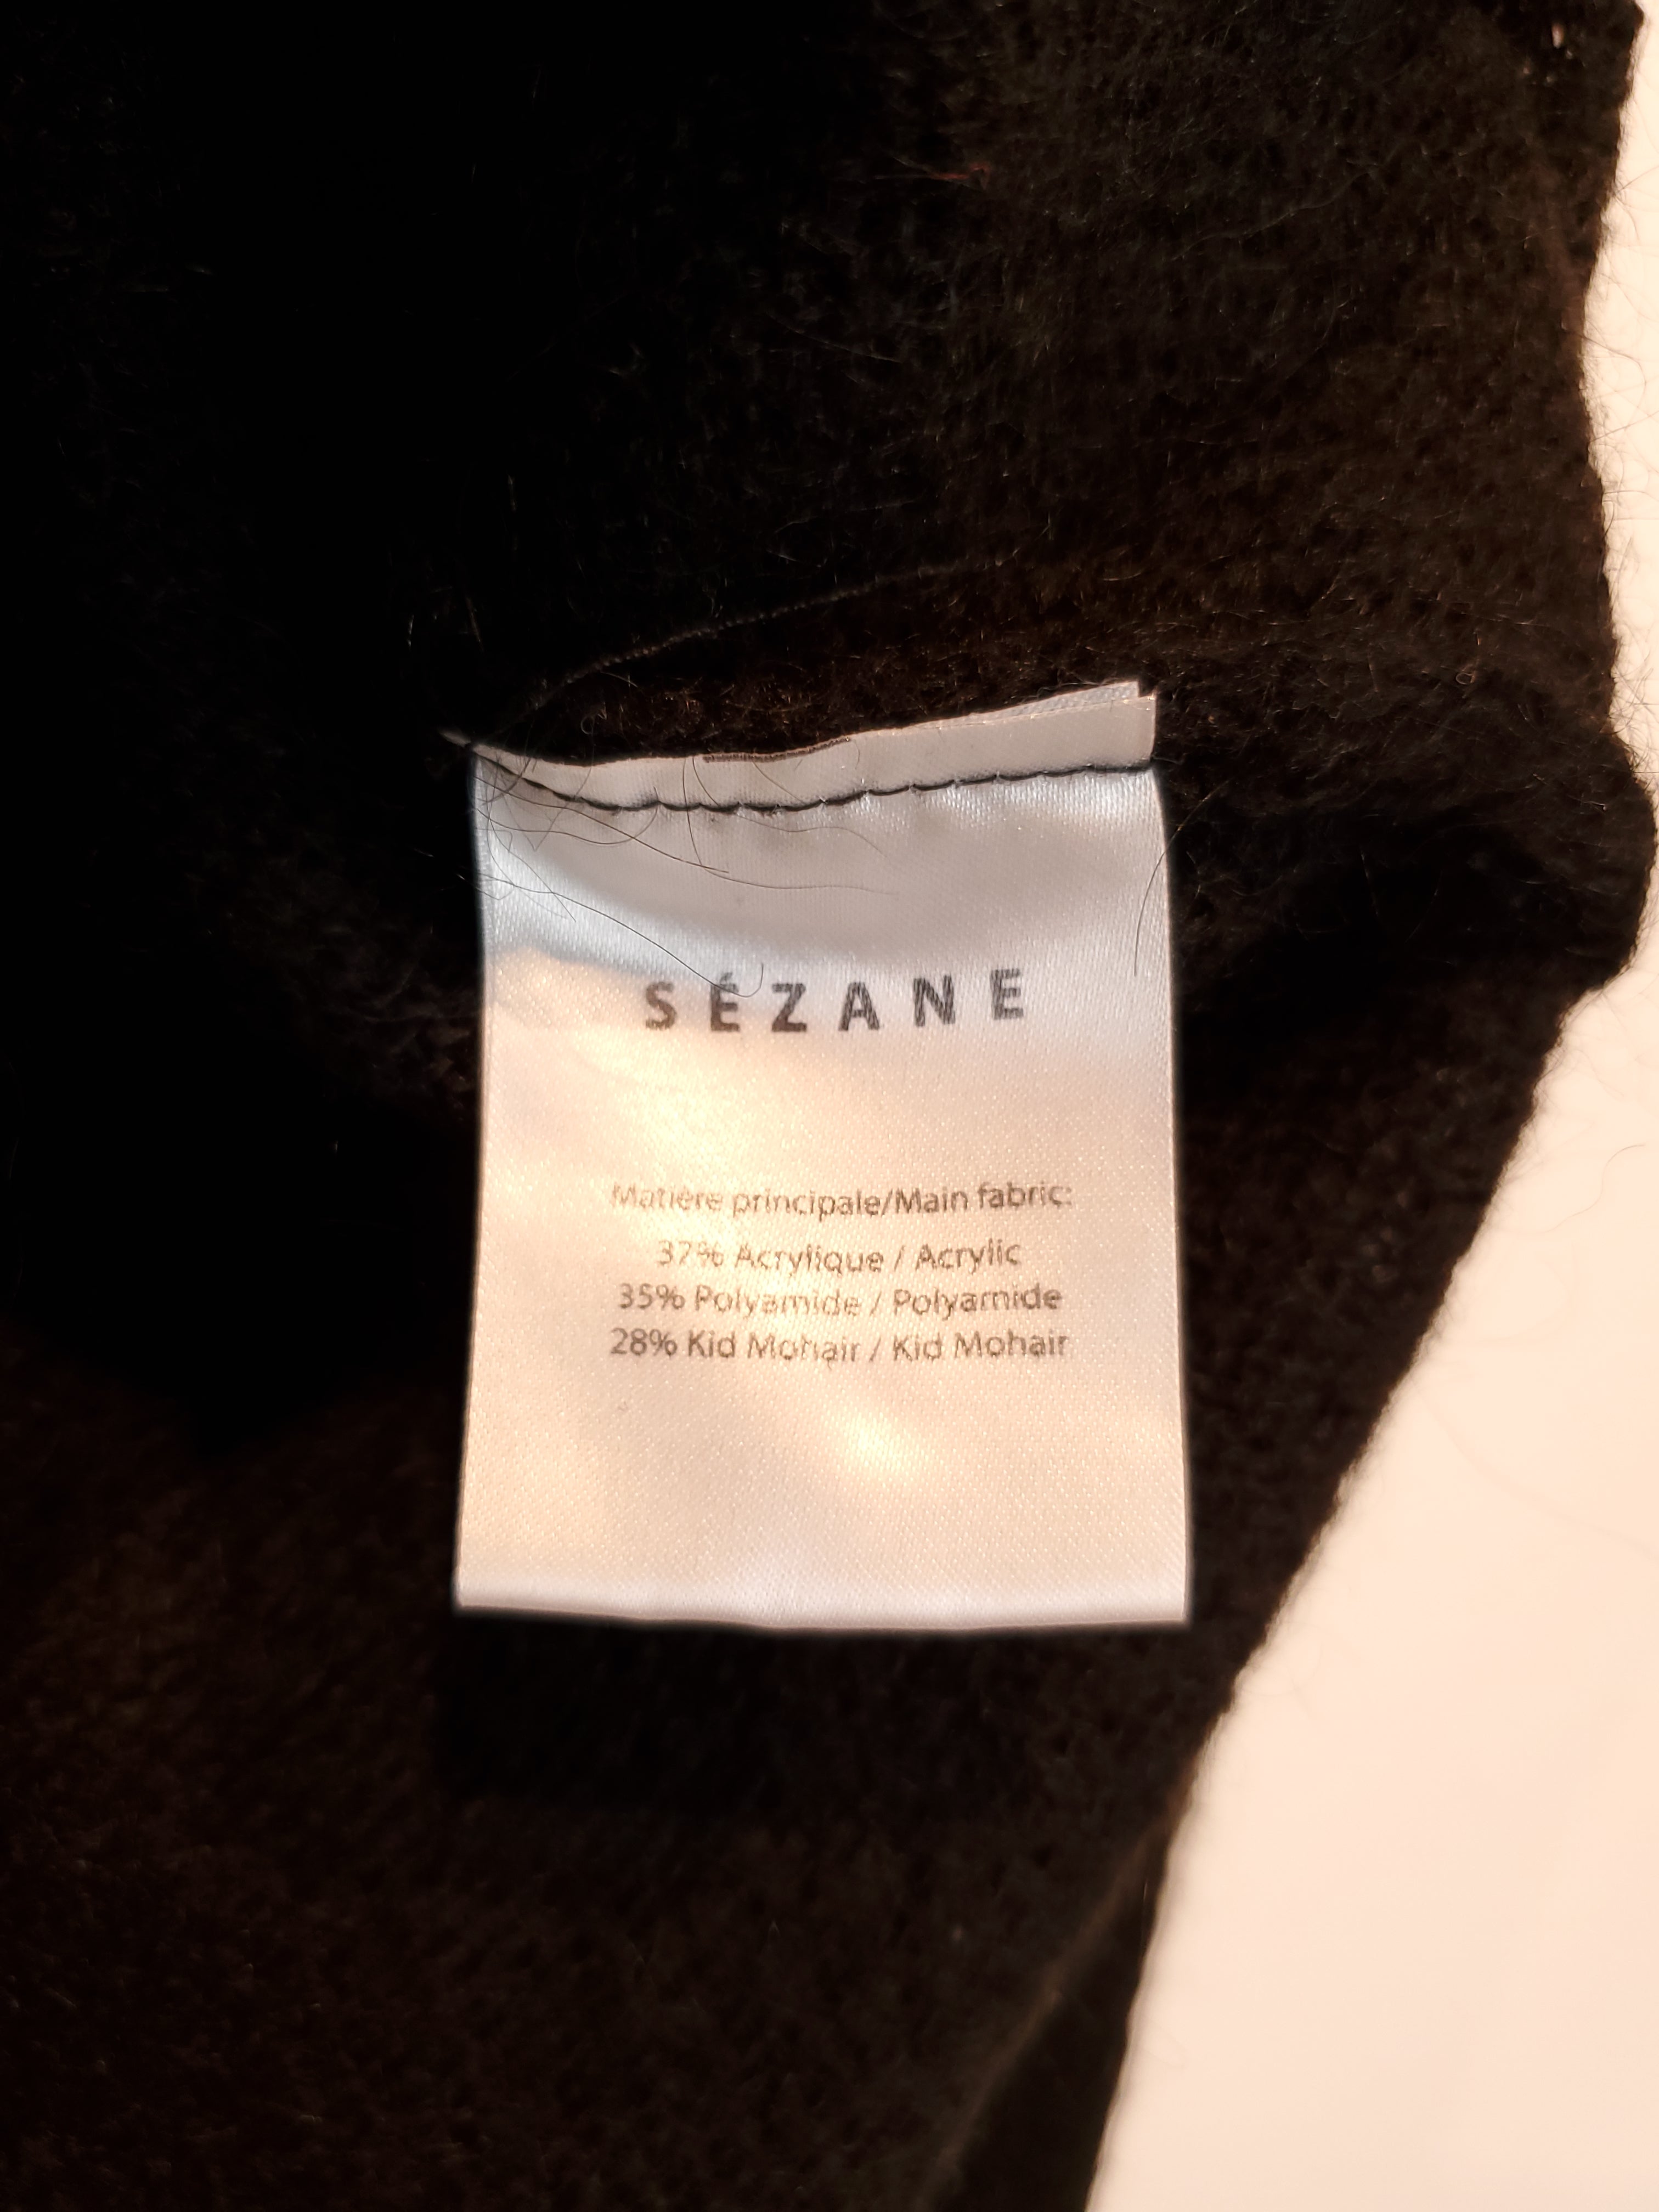 SÉZANE
Matière principale/Main fabric:
37% Acrylique / Acrylic
35% Polyamide / Polyamide
28% Kid Mohair / Kid Mohair